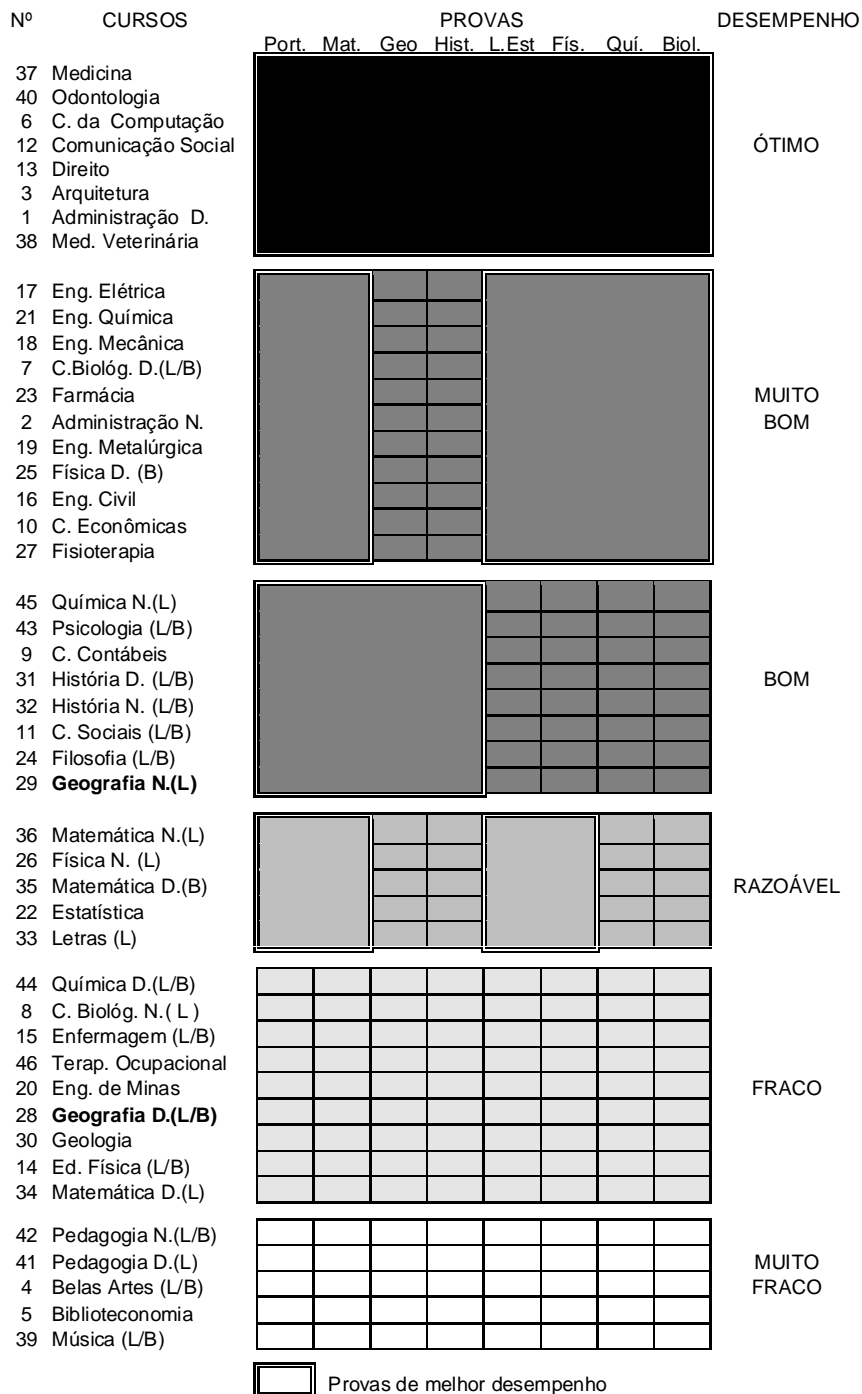 Nº CURSOS PROVAS DESEMPENHO
Port. Mat. Geo Hist. L.Est Fís. Quí. Biol.
37 Medicina
40 Odontologia
6 C. da Computação
12 Comunicação Social ÓTIMO
13 Direito
3 Arquitetura
1 Administração D.
38 Med. Veterinária
17 Eng. Elétrica
21 Eng. Química
18 Eng. Mecânica
7 C.Biológ. D.(L/B)
23 Farmácia MUITO
2 Administração N. BOM
19 Eng. Metalúrgica
25 Física D. (B)
16 Eng. Civil
10 C. Econômicas
27 Fisioterapia
45 Química N.(L)
43 Psicologia (L/B)
9 C. Contábeis
31 História D. (L/B) BOM
32 História N. (L/B)
11 C. Sociais (L/B)
24 Filosofia (L/B)
29 Geografia N.(L)
36 Matemática N.(L)
26 Física N. (L)
35 Matemática D.(B) RAZOÁVEL
22 Estatística
33 Letras (L)
44 Química D.(L/B)
8 C. Biológ. N.( L )
15 Enfermagem (L/B)
46 Terap. Ocupacional
20 Eng. de Minas FRACO
28 Geografia D.(L/B)
30 Geologia
14 Ed. Física (L/B)
34 Matemática D.(L)
42 Pedagogia N.(L/B)
41 Pedagogia D.(L) MUITO
4 Belas Artes (L/B) FRACO
5 Biblioteconomia
39 Música (L/B)
Provas de melhor desempenho